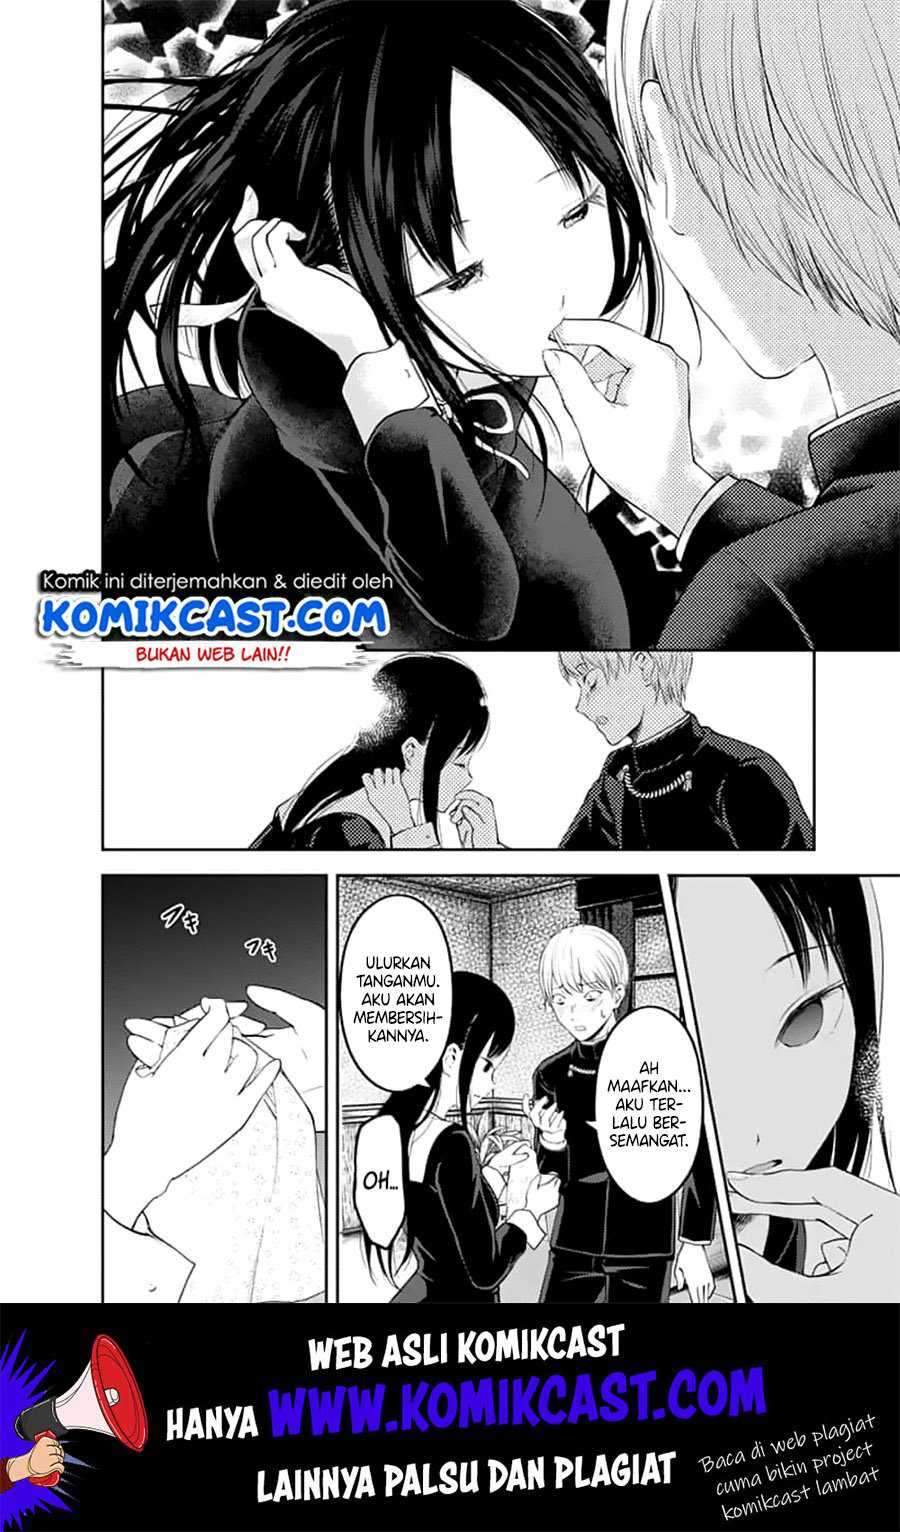 Komik ini diterjemahkan & diedit oleh
KOMIKCAST.COM
BUKAN WEB LAIN!!
AH
MAAFKAN...
AKU TER-
LALU BER-
SEMANGAT.
ULURKAN
TANGANMU.
AKU AKAN
MEMBERSIH-
KANNYA.
OH...
フキ
フキ
WEB ASLI KOMIKCAST
HANYA WWW.KOMIKCAST.COM
LAINNYA PALSU DAN PLAGIAT
Baca di web plagiat
cuma bikin project
komikcast lambat